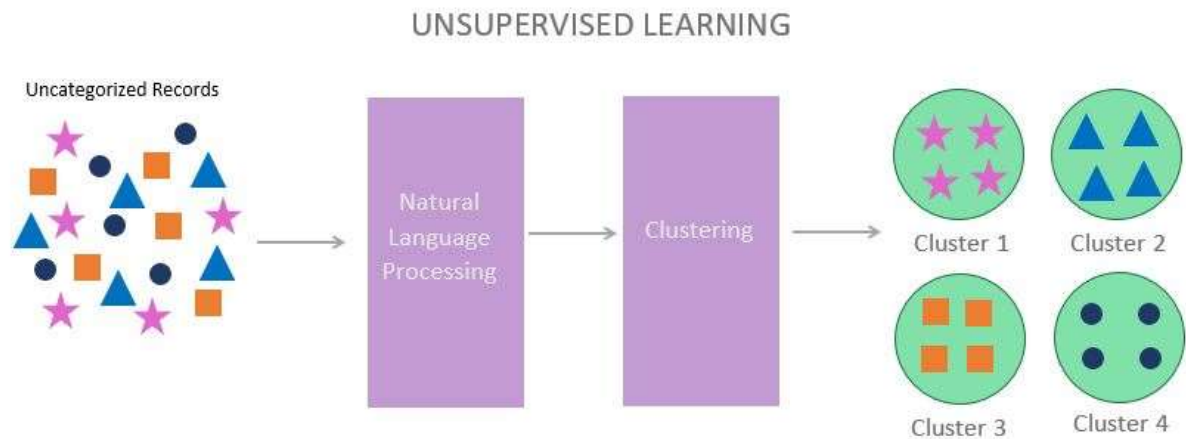 UNSUPERVISED LEARNING
Uncategorized Records
Natural
Language
Processing
Clustering
Cluster 1
Cluster 2
Cluster 3
Cluster 4